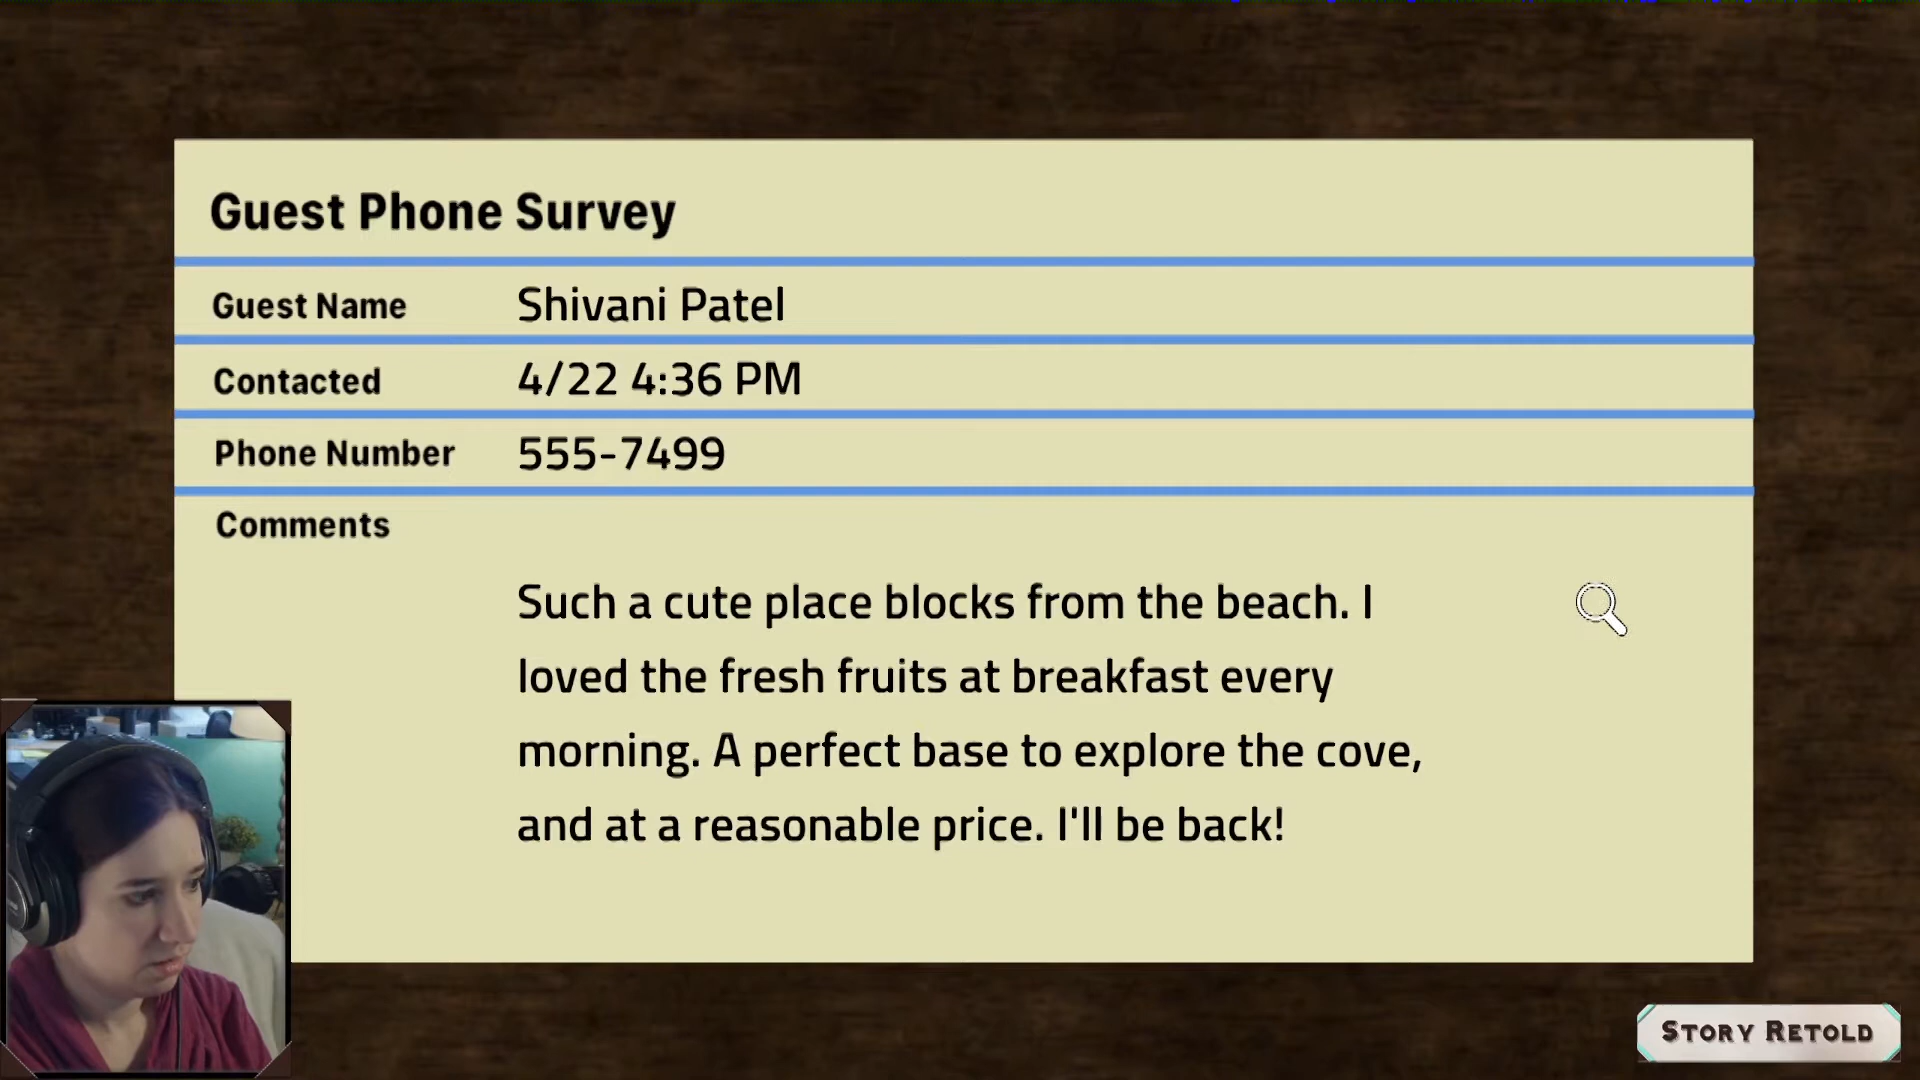 Guest Phone Survey
Guest Name Shivani Patel
Contacted 4/22 4:36 PM
Phone Number 555-7499
Comments
Such a cute place blocks from the beach. I
loved the fresh fruits at breakfast every
morning. A perfect base to explore the cove,
and at a reasonable price. I'll be back!
STORY RETOLD